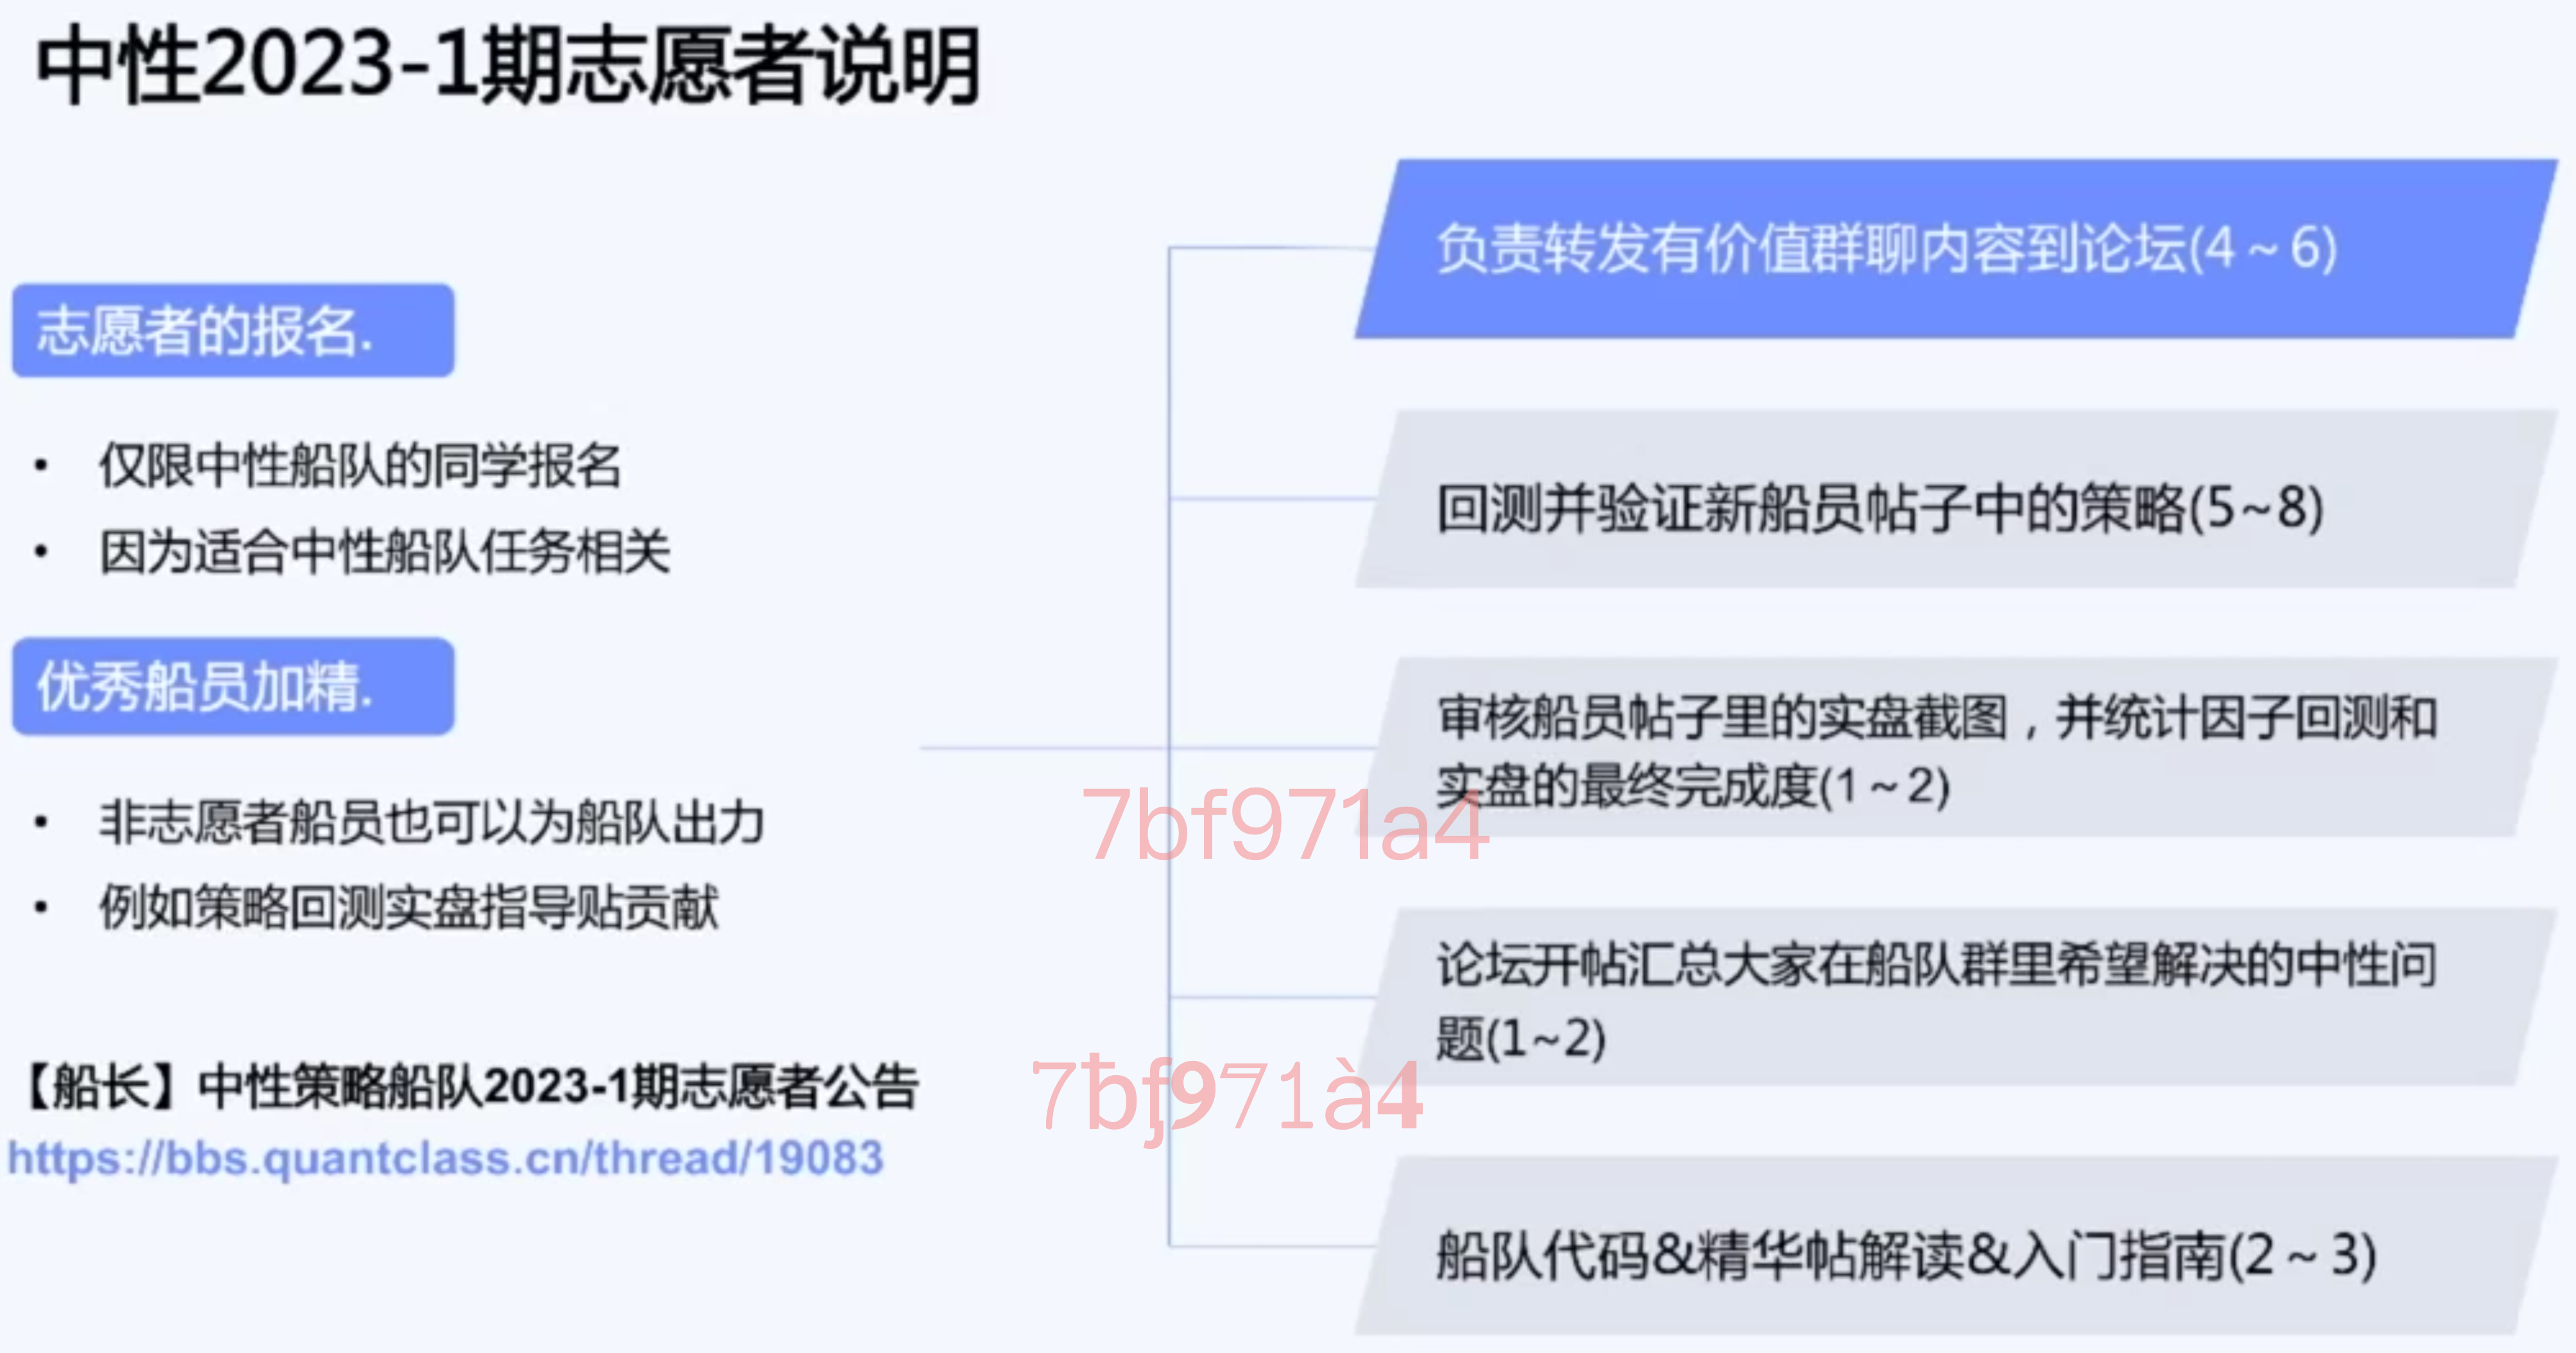 中性2023-1期志愿者说明
志愿者的报名.
• 仅限中性船队的同学报名
• 因为适合中性船队任务相关
优秀船员加精.
• 非志愿者船员也可以为船队出力
• 例如策略回测实盘指导贴贡献
【船长】中性策略船队2023-1期志愿者公告
https://bbs.quantclass.cn/thread/19083
负责转发有价值群聊内容到论坛(4～6)
回测并验证新船员帖子中的策略(5~8)
审核船员帖子里的实盘截图，并统计因子回测和
实盘的最终完成度(1～2)
论坛开帖汇总大家在船队群里希望解决的中性问
题(1~2)
船队代码&精华帖解读&入门指南(2～3)
7bf971a4
7bf971à4